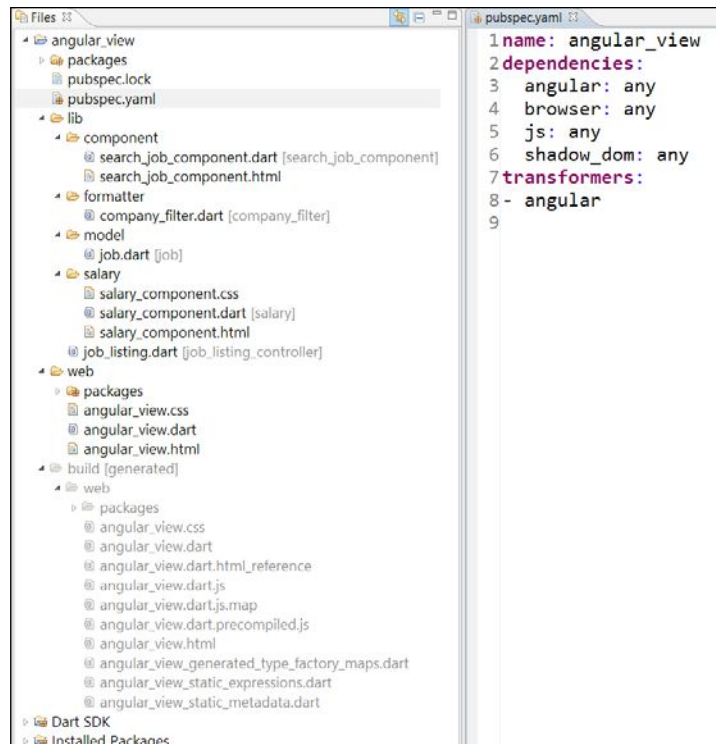 Files
angular_view
packages
pubspec.lock
pubspec.yaml
lib
component
search_job_component.dart [search_job_component]
search_job_component.html
formatter
company_filter.dart [company_filter]
model
job.dart [job]
salary
salary_component.css
salary_component.dart [salary]
salary_component.html
job_listing.dart [job_listing_controller]
web
packages
angular_view.css
angular_view.dart
angular_view.html
build [generated]
web
packages
angular_view.css
angular_view.dart
angular_view.dart.html_reference
angular_view.dart.js
angular_view.dart.js.map
angular_view.dart.precompiled.js
angular_view.html
angular_view_generated_type_factory_maps.dart
angular_view_static_expressions.dart
angular_view_static_metadata.dart
Dart SDK
Installed Packages
pubspec.yaml
1 name: angular_view
2 dependencies:
3 angular: any
4 browser: any
5 js: any
6 shadow_dom: any
7 transformers:
8 - angular
9